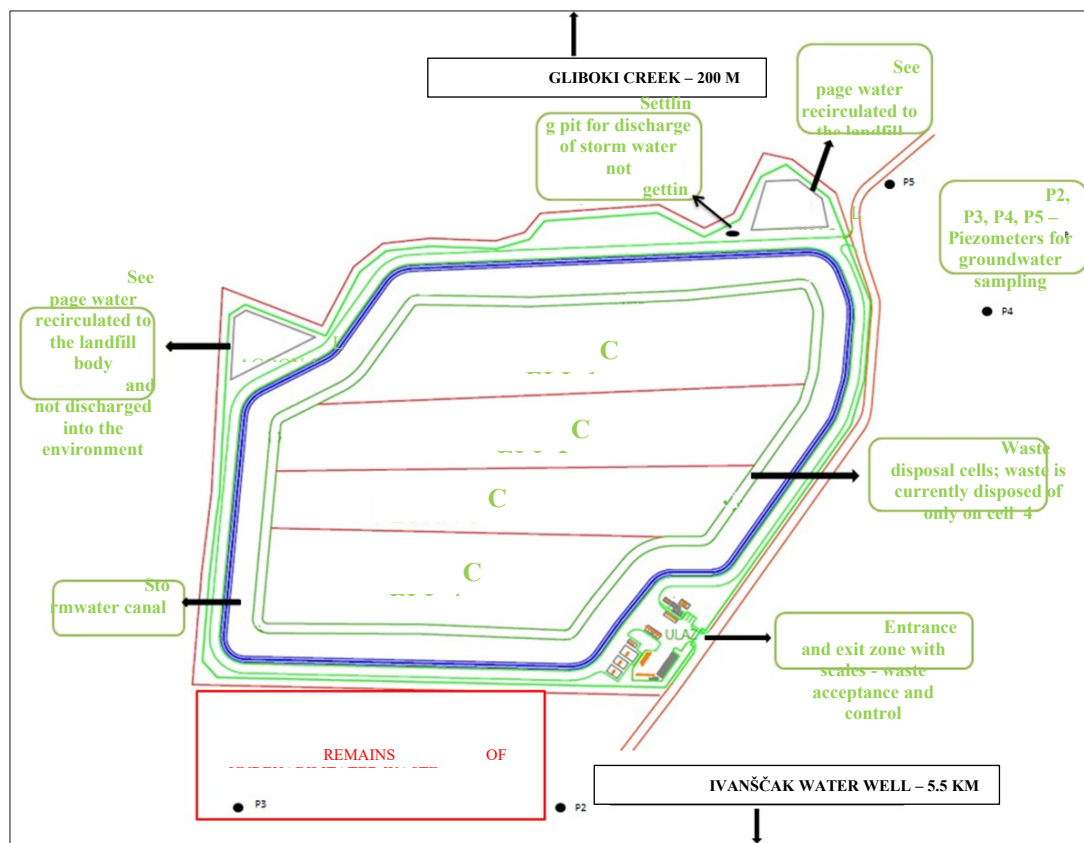 GLIBOKI CREEK – 200 M
See
page water
recirculated to
the landfill
Settlin
g pit for discharge
of storm water
not
gettin
P5
P2,
P3, P4, P5 –
Piezometers for
groundwater
sampling
P4
See
page water
recirculated to
the landfill
body
and
not discharged
into the
environment
L
L
C
C
C
C
Waste
disposal cells; waste is
currently disposed of
only on cell 4
Sto
rmwater canal
ULAZ
Entrance
and exit zone with
scales - waste
acceptance and
control
REMAINS OF
IVANŠČAK WATER WELL – 5.5 KM
P3
P2